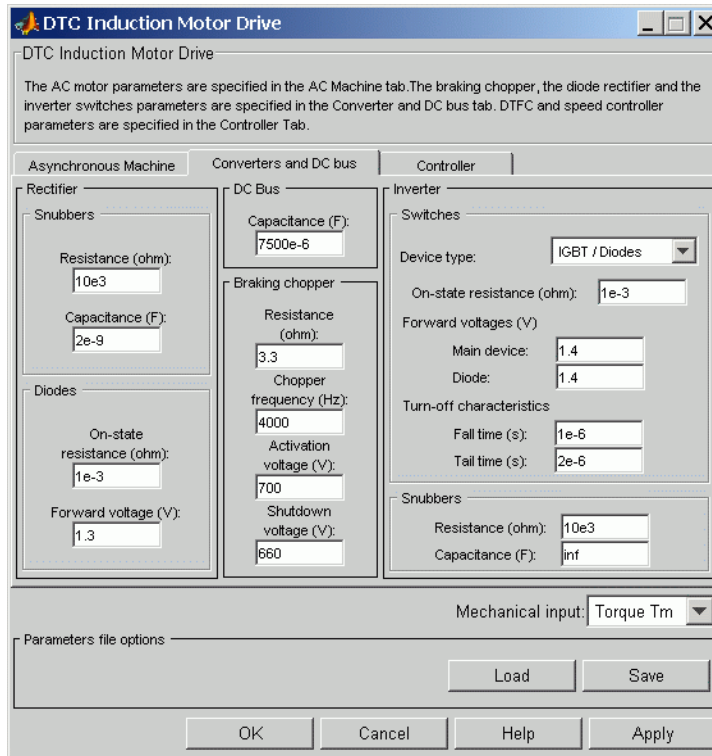 DTC Induction Motor Drive
DTC Induction Motor Drive
The AC motor parameters are specified in the AC Machine tab.The braking chopper, the diode rectifier and the
inverter switches parameters are specified in the Converter and DC bus tab. DTFC and speed controller
parameters are specified in the Controller Tab.
Asynchronous Machine
Converters and DC bus
Controller
Rectifier
Snubbers
Resistance (ohm):
10e3
Capacitance (F):
2e-9
Diodes
On-state
resistance (ohm):
1e-3
Forward voltage (V):
1.3
DC Bus
Capacitance (F):
7500e-6
Braking chopper
Resistance
(ohm):
3.3
Chopper
frequency (Hz):
4000
Activation
voltage (V):
700
Shutdown
voltage (V):
660
Inverter
Switches
Device type: IGBT / Diodes
On-state resistance (ohm): 1e-3
Forward voltages (V)
Main device: 1.4
Diode: 1.4
Turn-off characteristics
Fall time (s): 1e-6
Tail time (s): 2e-6
Snubbers
Resistance (ohm): 10e3
Capacitance (F): inf
Mechanical input: Torque Tm
Parameters file options
Load
Save
OK
Cancel
Help
Apply